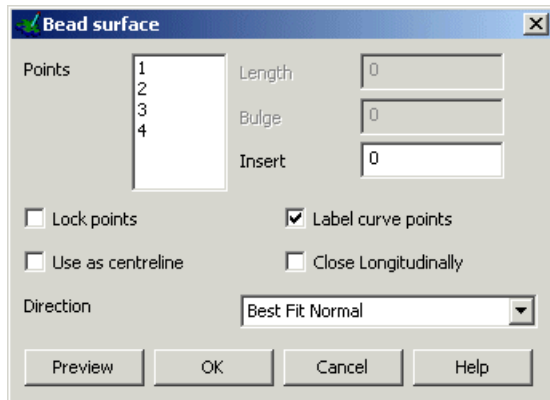 Bead surface
Points
1
2
3
4
Length 0
Bulge 0
Insert 0
Lock points Label curve points
Use as centreline Close Longitudinally
Direction Best Fit Normal
Preview OK Cancel Help